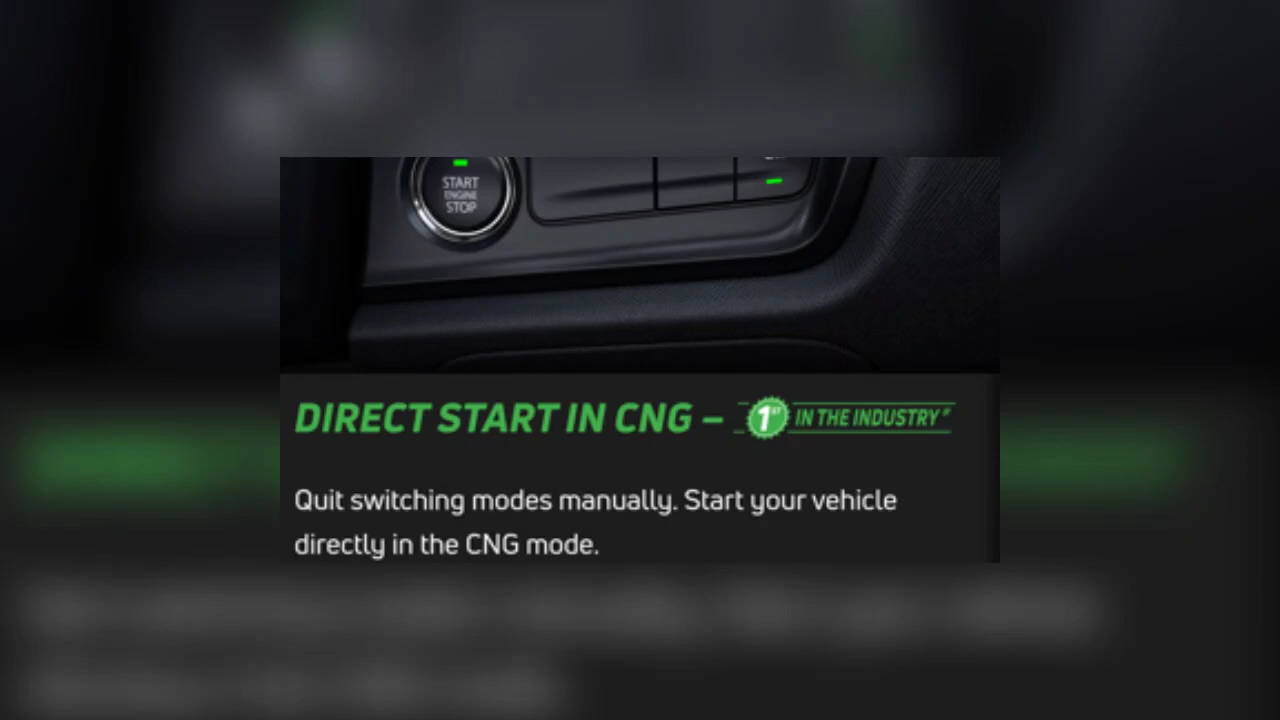 START
ENGINE
STOP
DIRECT START IN CNG – 1ST IN THE INDUSTRY#
Quit switching modes manually. Start your vehicle
directly in the CNG mode.